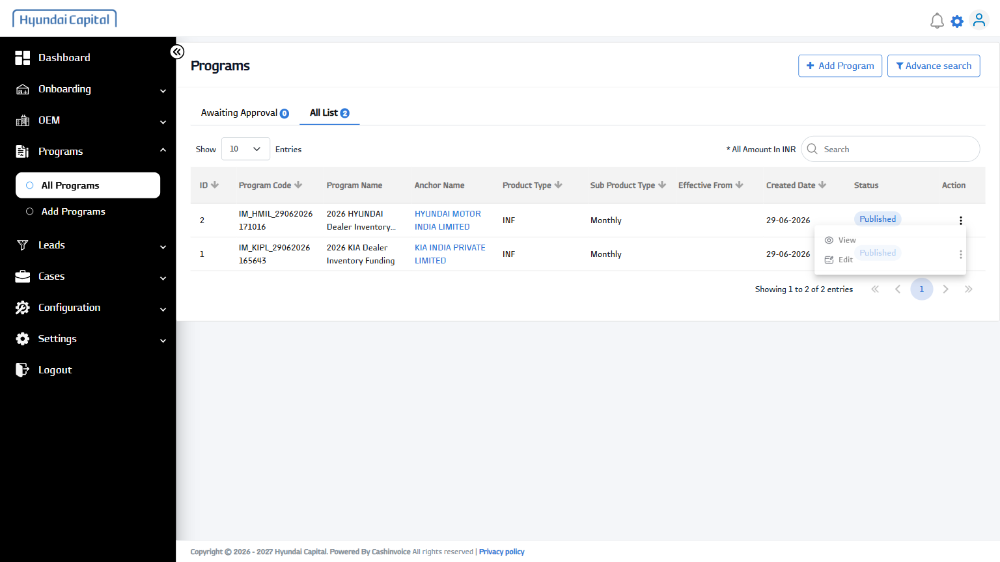 Hyundai Capital
Dashboard
Onboarding
OEM
Programs
All Programs
Add Programs
Leads
Cases
Configuration
Settings
Logout
Programs
+ Add Program
Advance search
Awaiting Approval 0
All List 2
Show 10 Entries
* All Amount In INR
Search
ID Program Code Program Name Anchor Name Product Type Sub Product Type Effective From Created Date Status Action
2 IM_HMIL_29062026171016 2026 HYUNDAI Dealer Inventory... HYUNDAI MOTOR INDIA LIMITED INF Monthly 29-06-2026 Published
1 IM_KIPL_29062026165643 2026 KIA Dealer Inventory Funding KIA INDIA PRIVATE LIMITED INF Monthly 29-06-2026 Published
View
Edit
Showing 1 to 2 of 2 entries
1
Copyright © 2026 - 2027 Hyundai Capital. Powered By Cashinvoice All rights reserved | Privacy policy